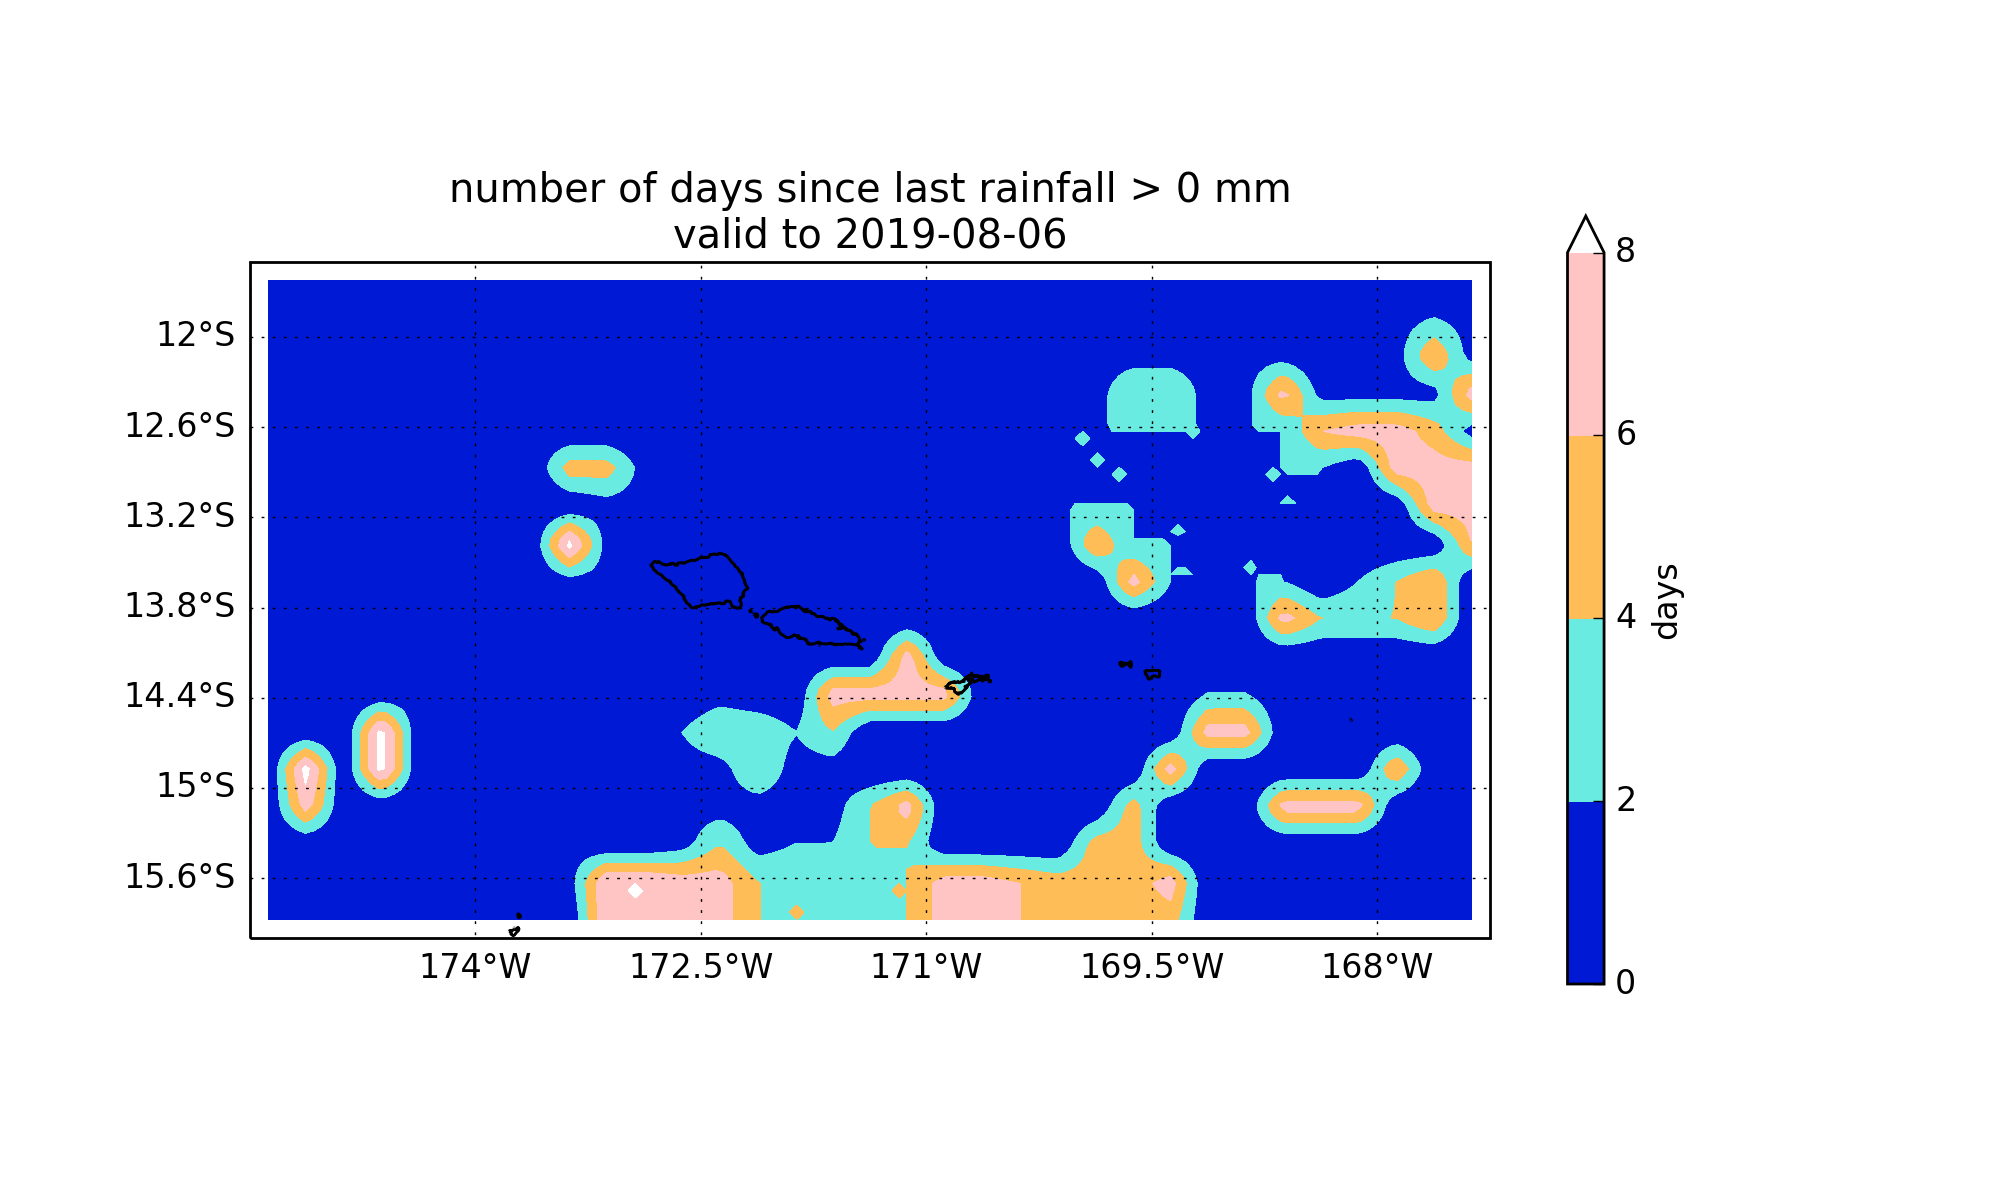 number of days since last rainfall > 0 mm
valid to 2019-08-06
12°S
12.6°S
13.2°S
13.8°S
14.4°S
15°S
15.6°S
174°W
172.5°W
171°W
169.5°W
168°W
8
6
4
2
0
days